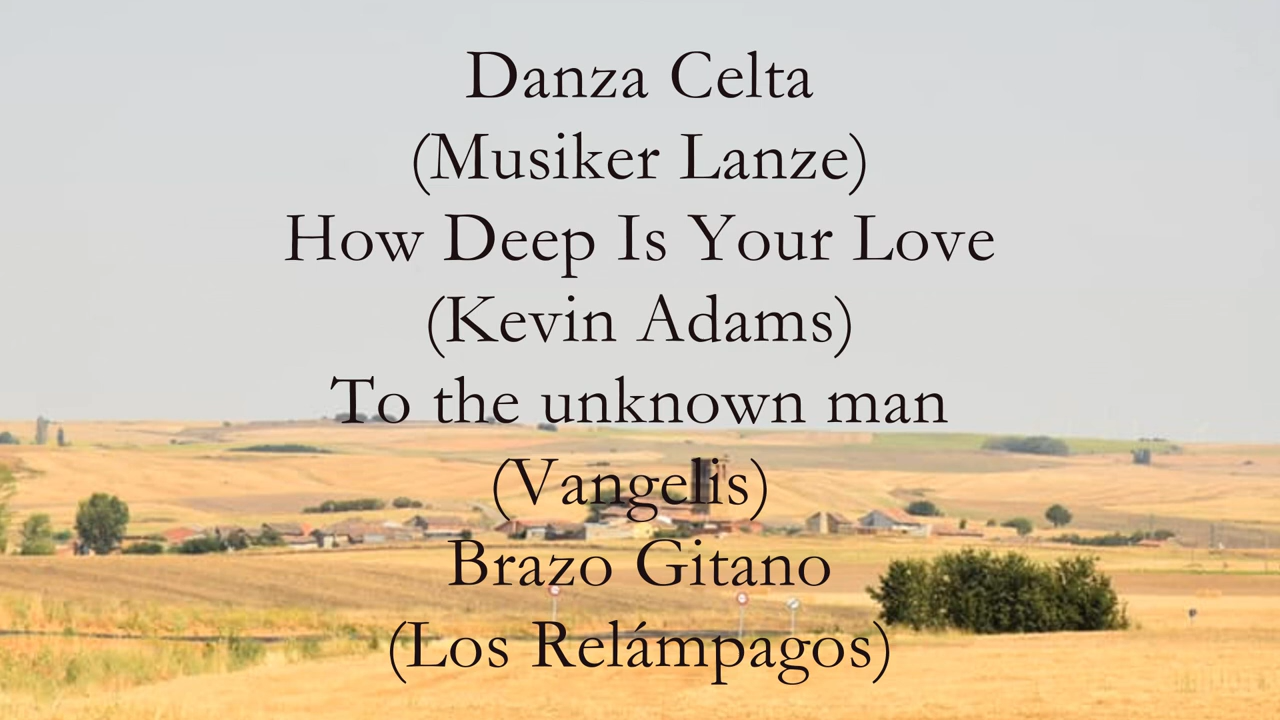 Danza Celta
(Musiker Lanze)
How Deep Is Your Love
(Kevin Adams)
To the unknown man
(Vangelis)
Brazo Gitano
(Los Relámpagos)